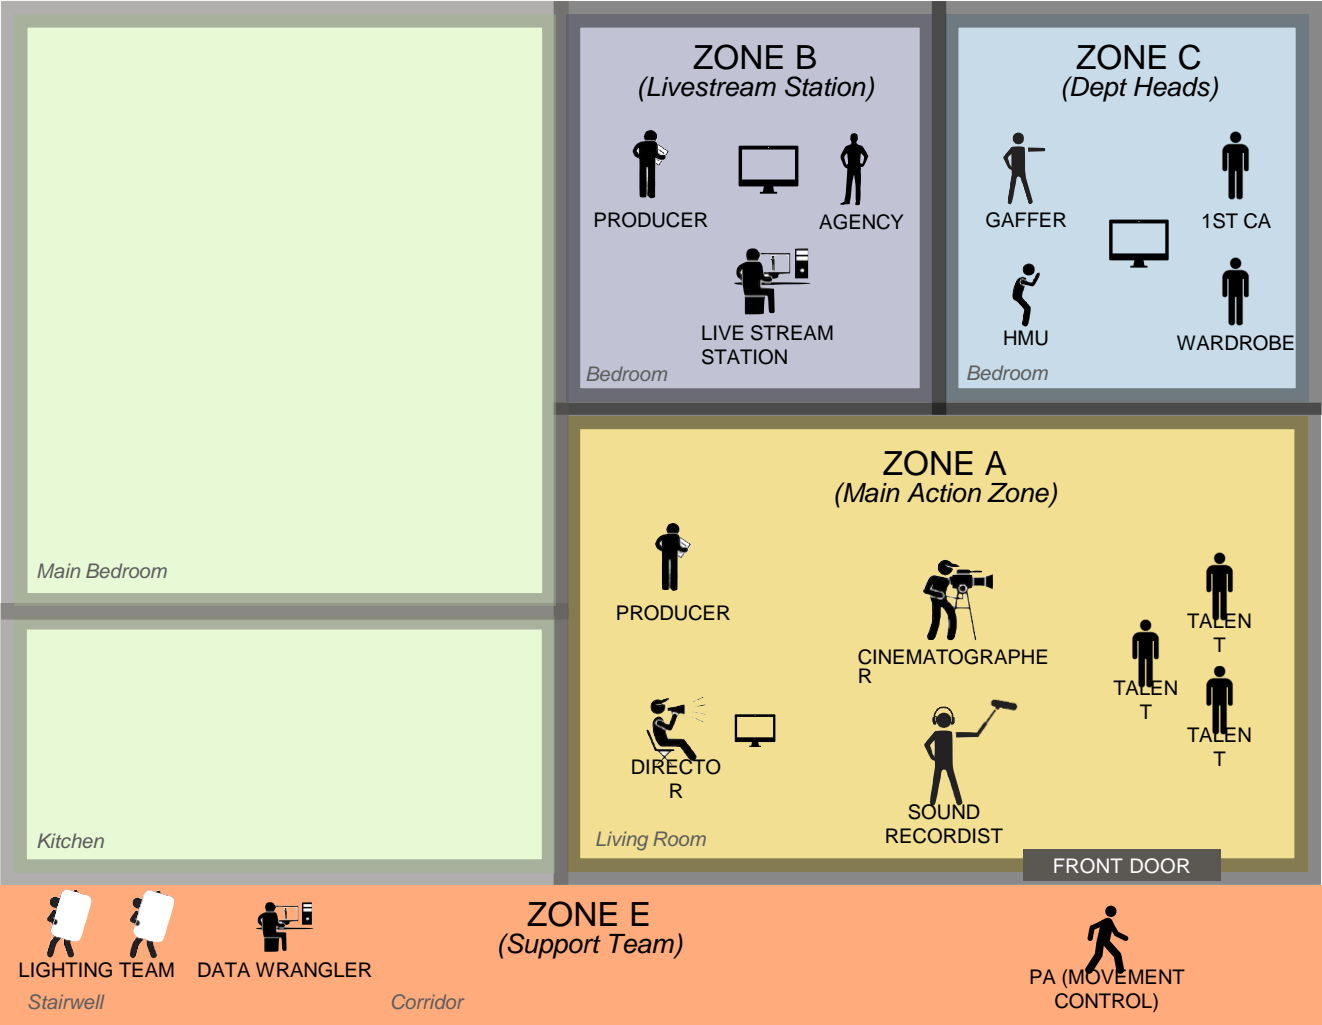 ZONE B
(Livestream Station)
PRODUCER
AGENCY
LIVE STREAM
STATION
Bedroom
ZONE C
(Dept Heads)
GAFFER
1ST CA
HMU
WARDROBE
Bedroom
Main Bedroom
Kitchen
ZONE A
(Main Action Zone)
PRODUCER
CINEMATOGRAPHE
R
TALEN
T
TALEN
T
TALEN
T
DIRECTO
R
SOUND
RECORDIST
Living Room
FRONT DOOR
ZONE E
(Support Team)
LIGHTING TEAM
DATA WRANGLER
PA (MOVEMENT
CONTROL)
Stairwell
Corridor